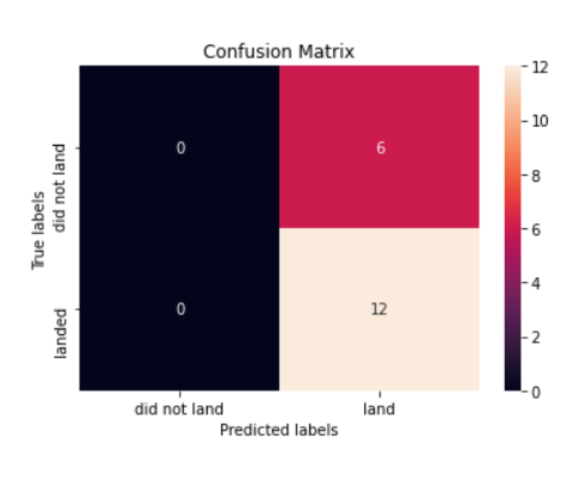 Confusion Matrix
True labels
did not land
landed
0
6
0
12
did not land
land
Predicted labels
12
10
8
6
4
2
0